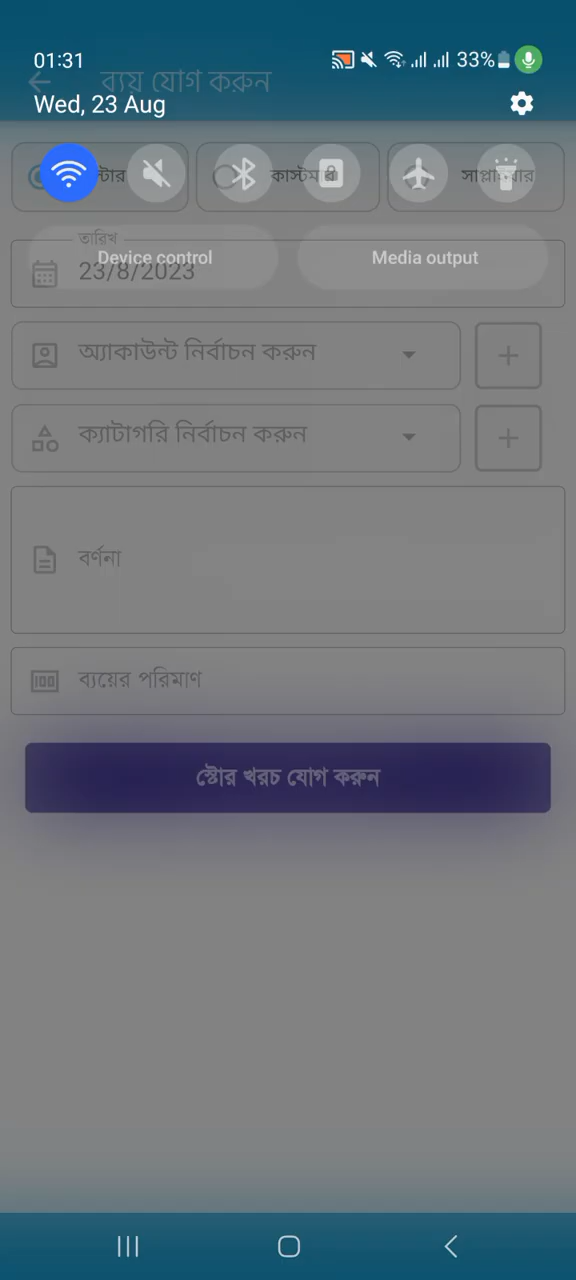 01:31
33%
ব্যয় যোগ করুন
Wed, 23 Aug
তারিখ
23/8/2023
Device control
Media output
অ্যাকাউন্ট নির্বাচন করুন
ক্যাটাগরি নির্বাচন করুন
বর্ণনা
ব্যয়ের পরিমাণ
স্টোর খরচ যোগ করুন